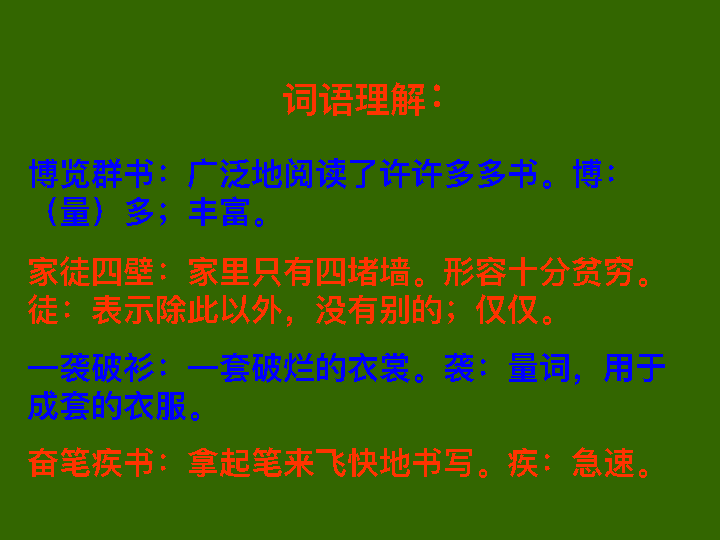 词语理解：
博览群书：广泛地阅读了许许多多书。博：
（量）多；丰富。
家徒四壁：家里只有四堵墙。形容十分贫穷。
徒：表示除此以外，没有别的；仅仅。
一袭破衫：一套破烂的衣裳。袭：量词，用于
成套的衣服。
奋笔疾书：拿起笔来飞快地书写。疾：急速。